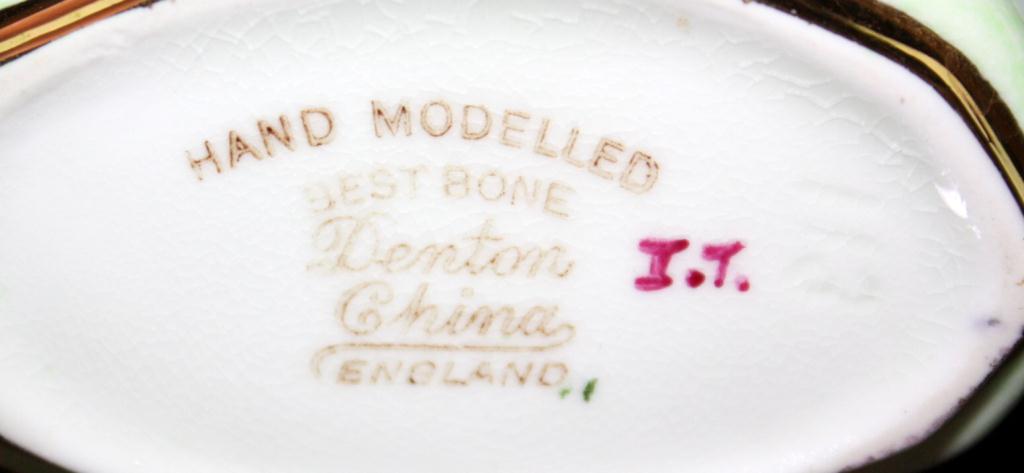 HAND MODELLED
BEST BONE
Denton
China
ENGLAND
I.T.